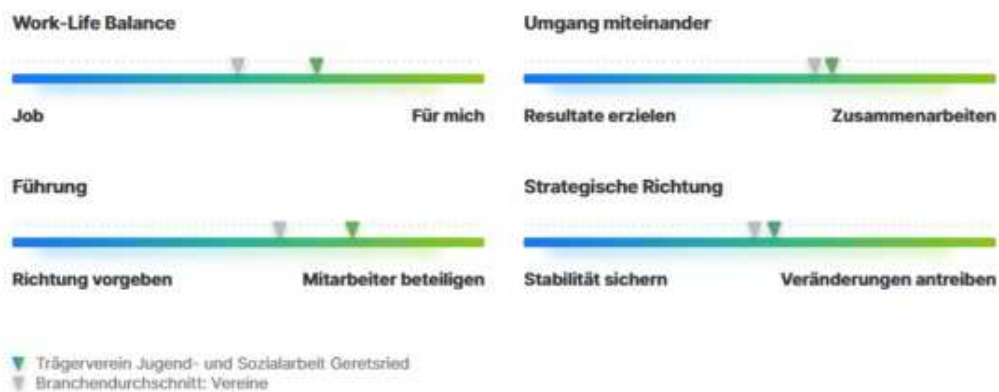 Work-Life Balance
Job Für mich
Umgang miteinander
Resultate erzielen Zusammenarbeiten
Führung
Richtung vorgeben Mitarbeiter beteiligen
Strategische Richtung
Stabilität sichern Veränderungen antreiben
Trägerverein Jugend- und Sozialarbeit Geretsried
Branchendurchschnitt: Vereine